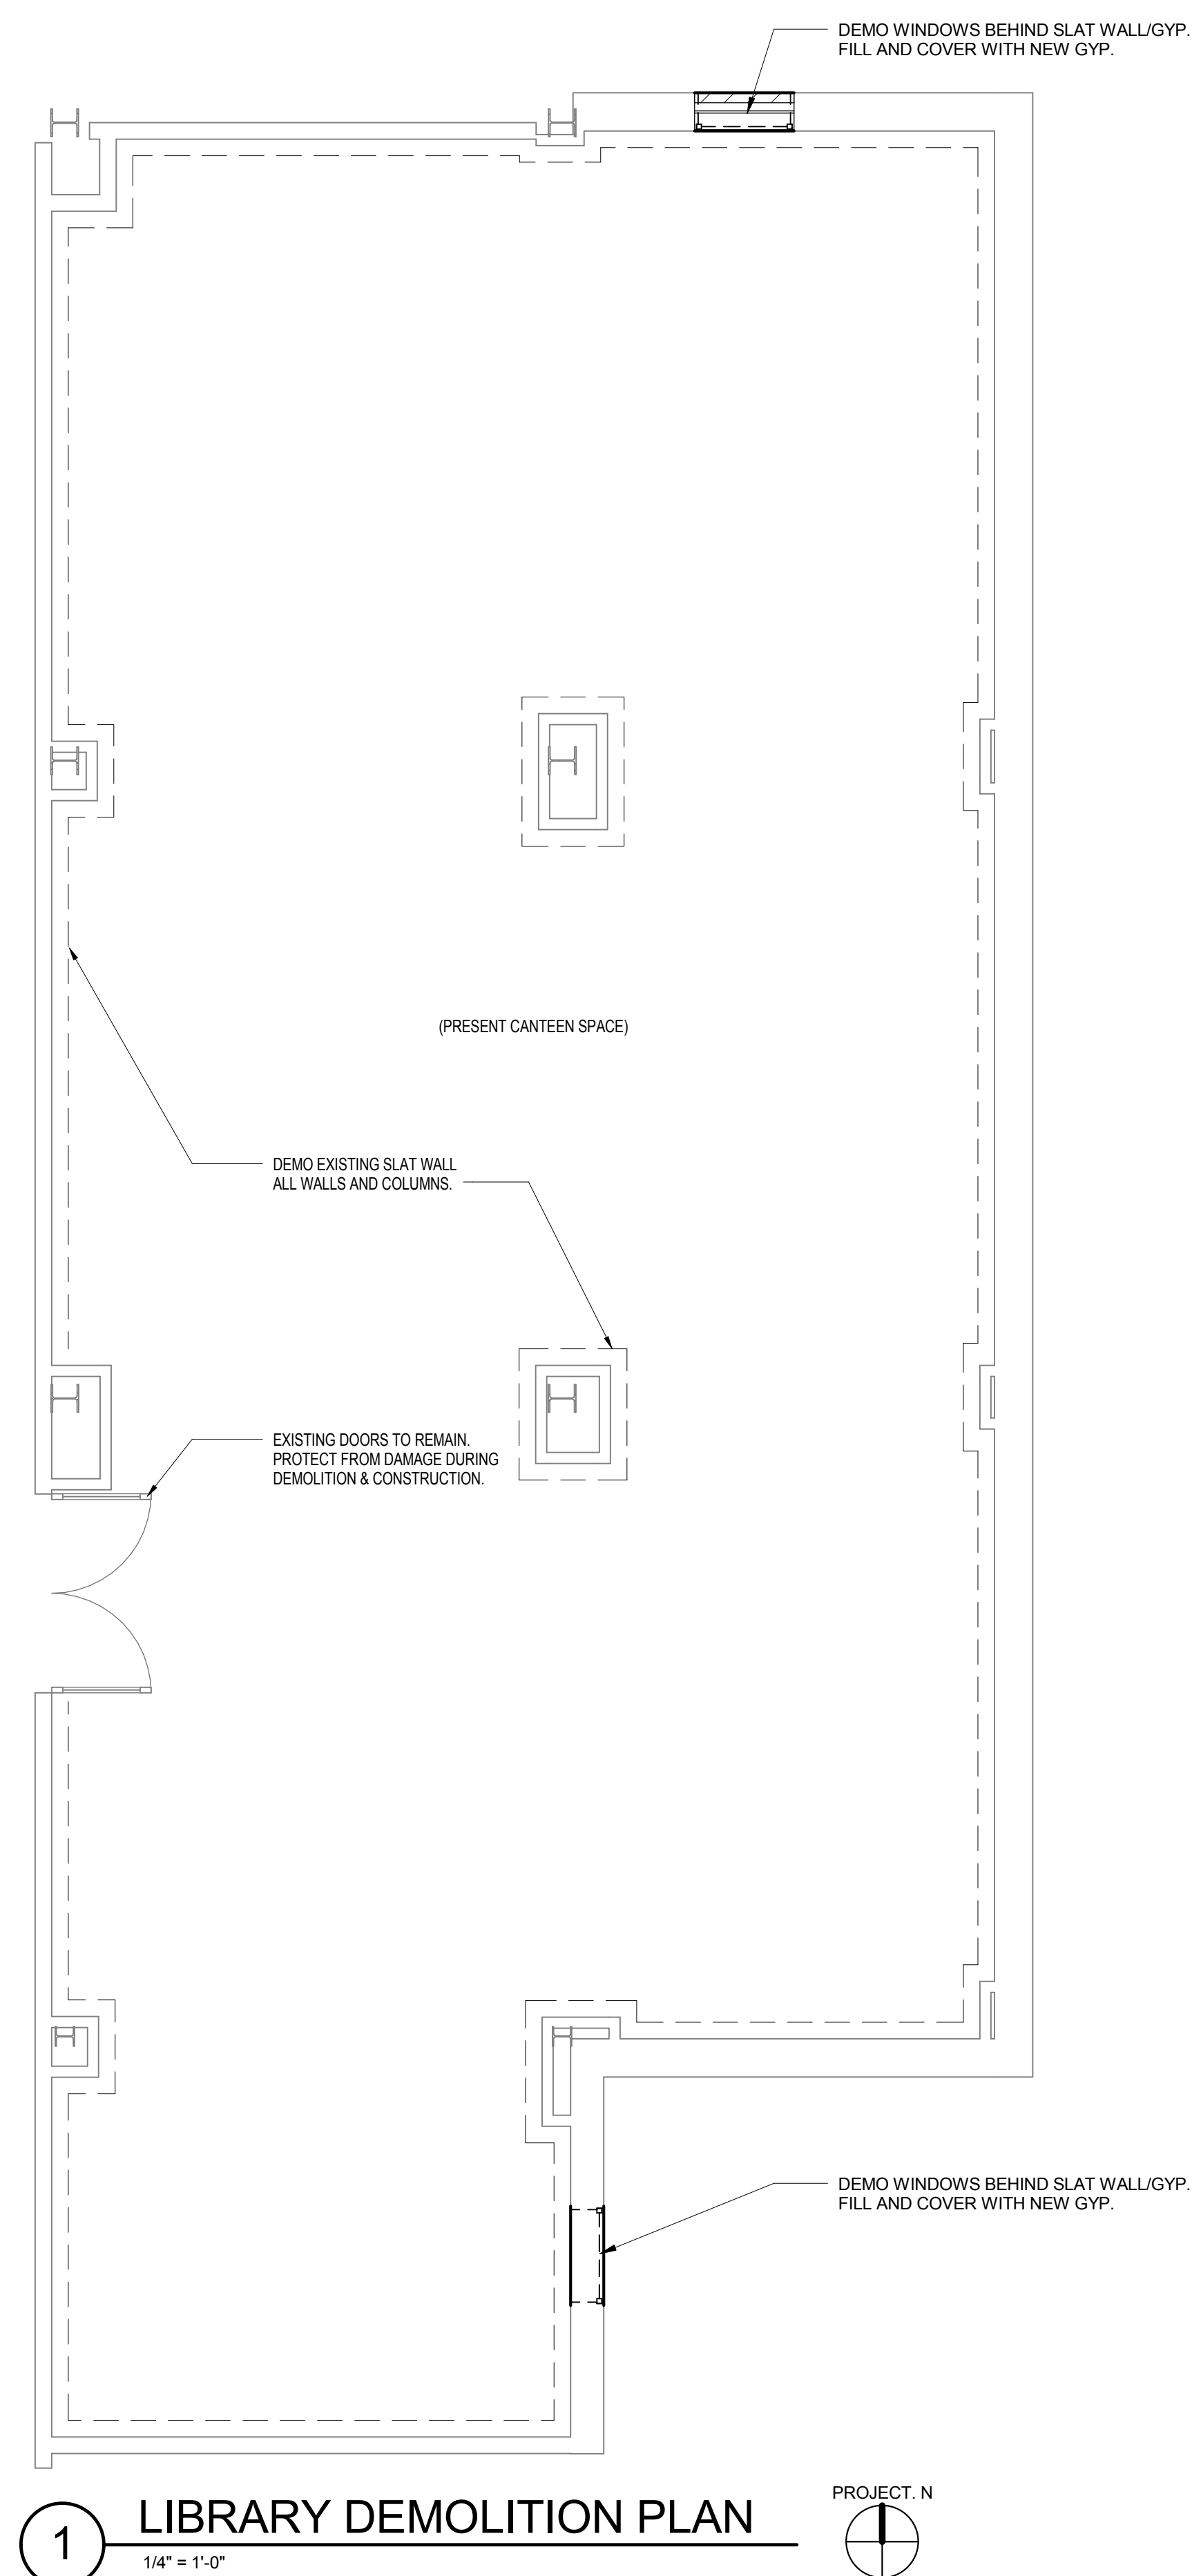 DEMO WINDOWS BEHIND SLAT WALL/GYP.
FILL AND COVER WITH NEW GYP.
(PRESENT CANTEEN SPACE)
DEMO EXISTING SLAT WALL
ALL WALLS AND COLUMNS.
EXISTING DOORS TO REMAIN.
PROTECT FROM DAMAGE DURING
DEMOLITION & CONSTRUCTION.
DEMO WINDOWS BEHIND SLAT WALL/GYP.
FILL AND COVER WITH NEW GYP.
1
LIBRARY DEMOLITION PLAN
1/4" = 1'-0"
PROJECT. N